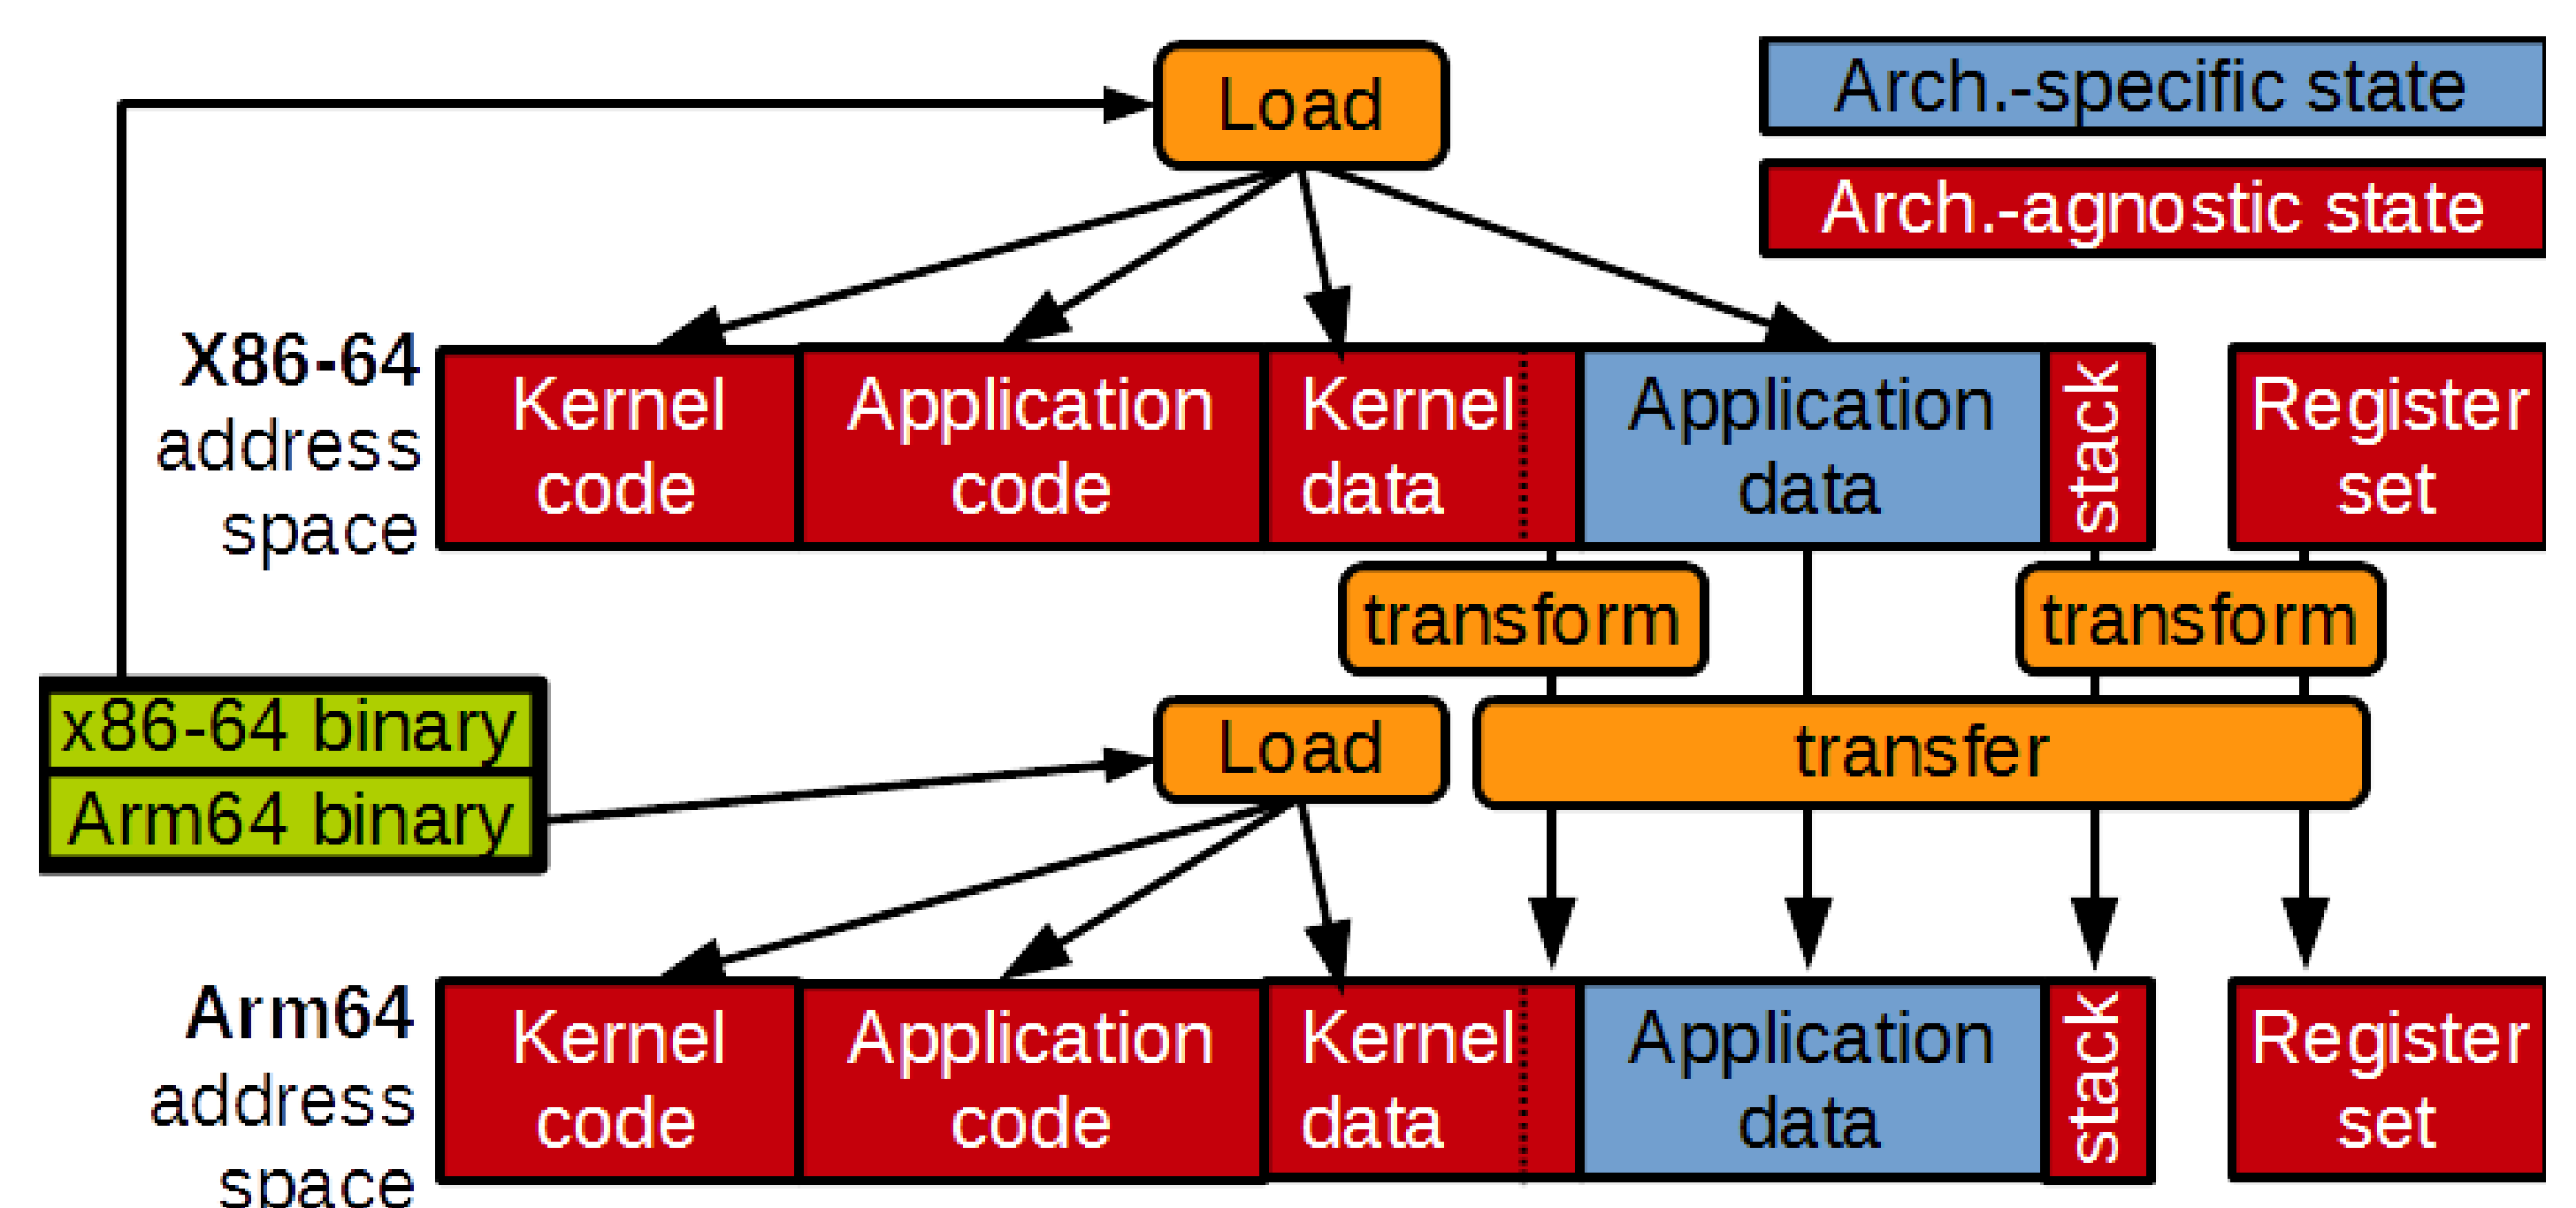 Load
Arch.-specific state
Arch.-agnostic state
X86-64
address
space
Kernel
code
Application
code
Kernel
data
Application
data
stack
Register
set
transform
transform
x86-64 binary
Arm64 binary
Load
transfer
Arm64
address
space
Kernel
code
Application
code
Kernel
data
Application
data
stack
Register
set